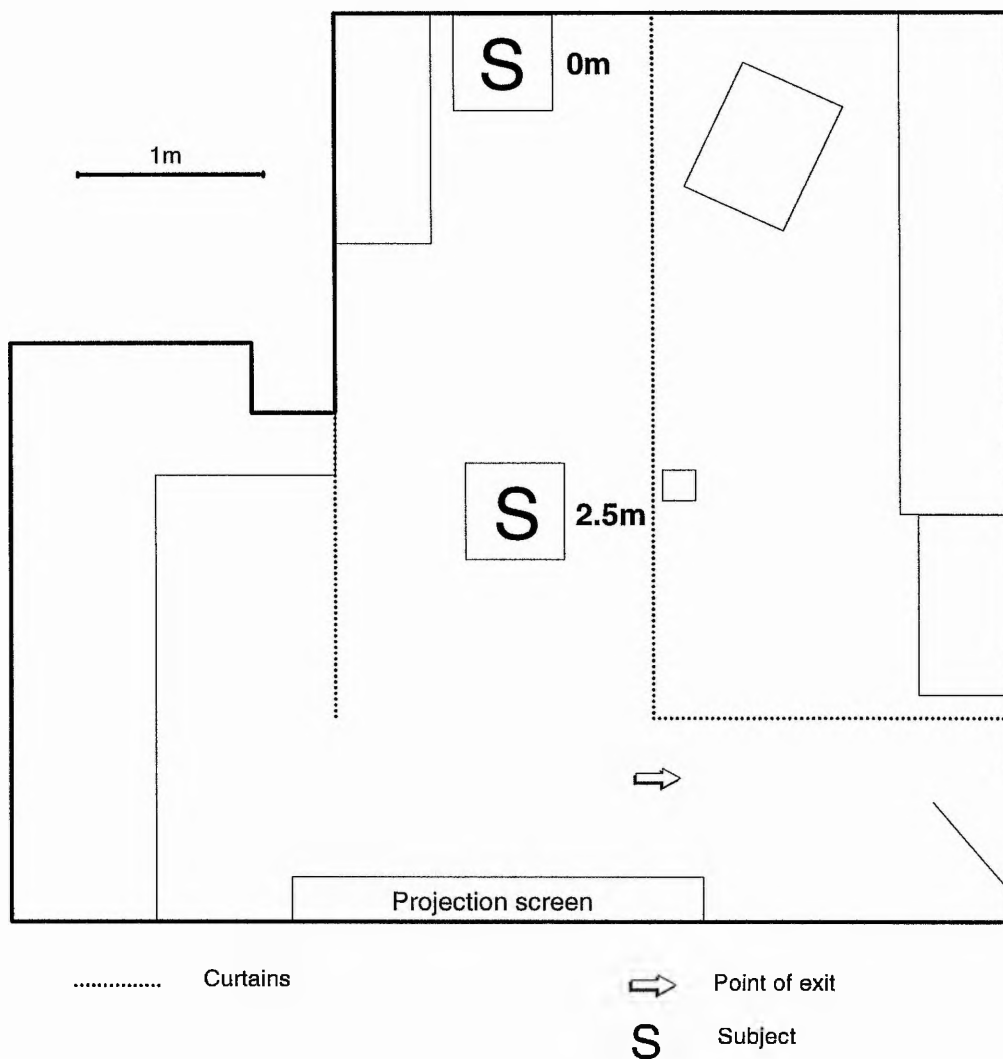 S 0m
1m
S 2.5m
Projection screen
Curtains
Point of exit
S Subject